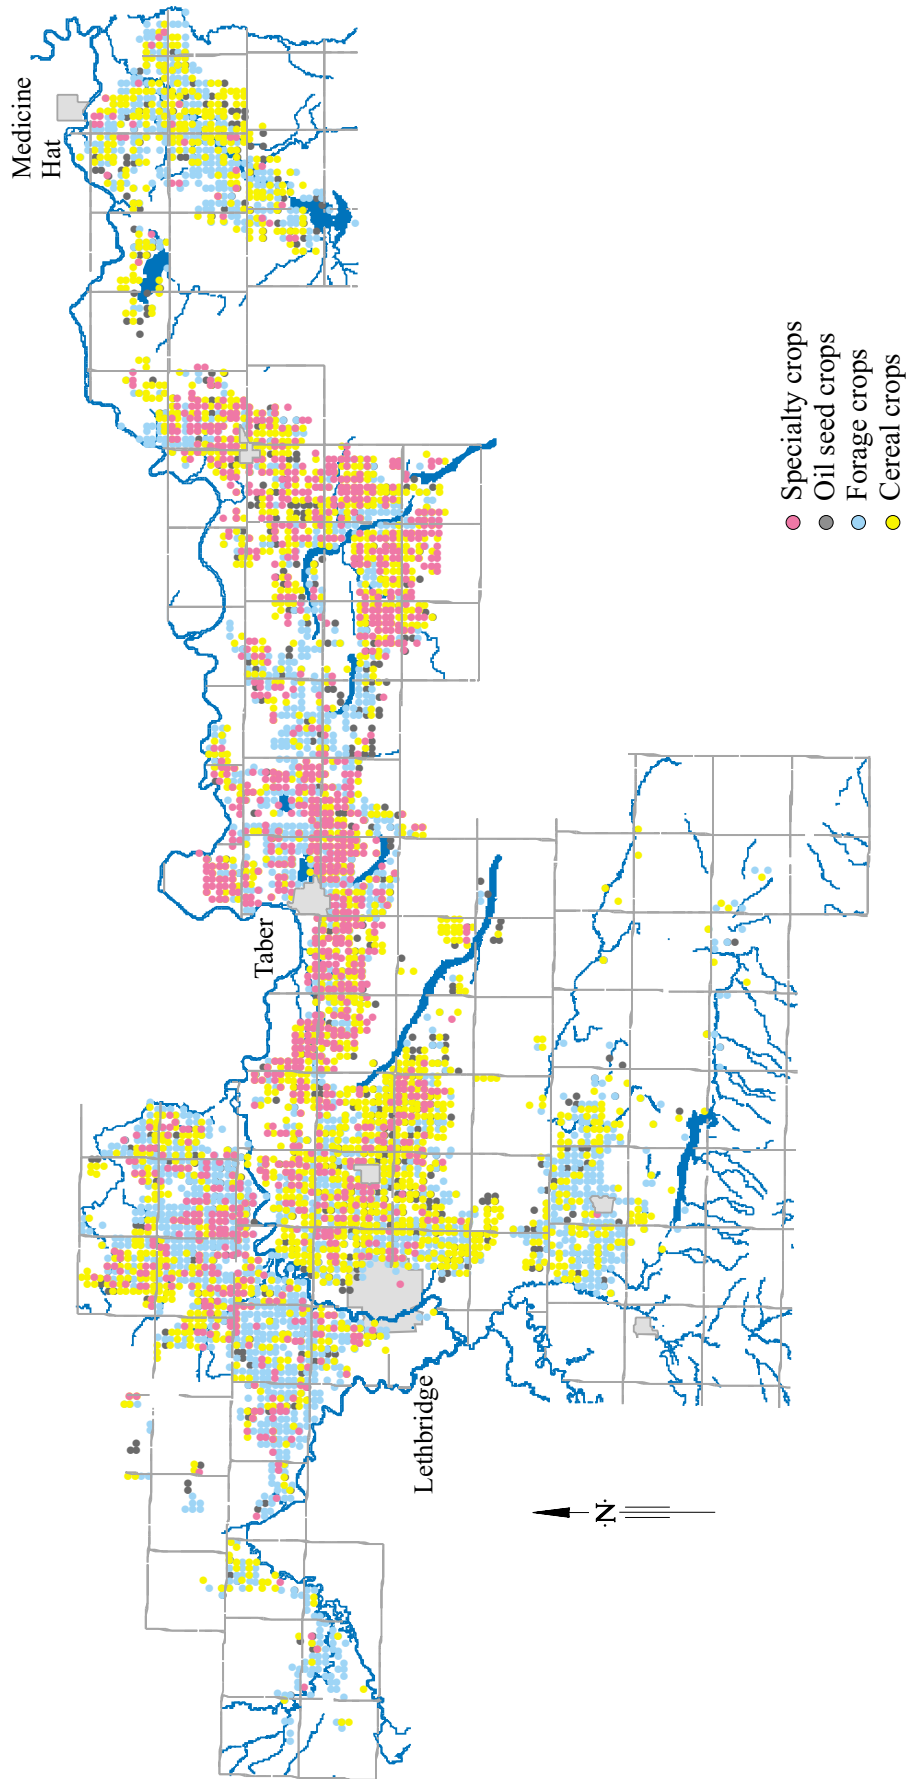 Medicine
Hat
Taber
Lethbridge
Specialty crops
Oil seed crops
Forage crops
Cereal crops
.N.